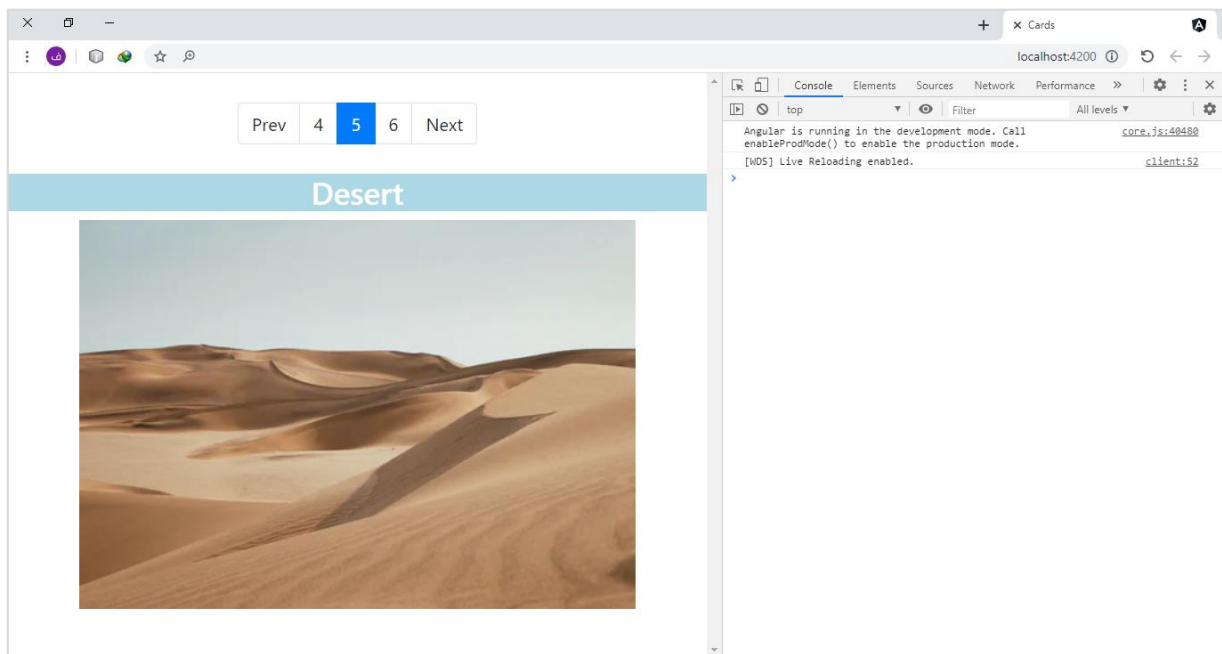 Cards
ف
localhost:4200
Prev 4 5 6 Next
Desert
Console Elements Sources Network Performance »
top Filter All levels
Angular is running in the development mode. Call core.js:40480
enableProdMode() to enable the production mode.
[WDS] Live Reloading enabled. client:52